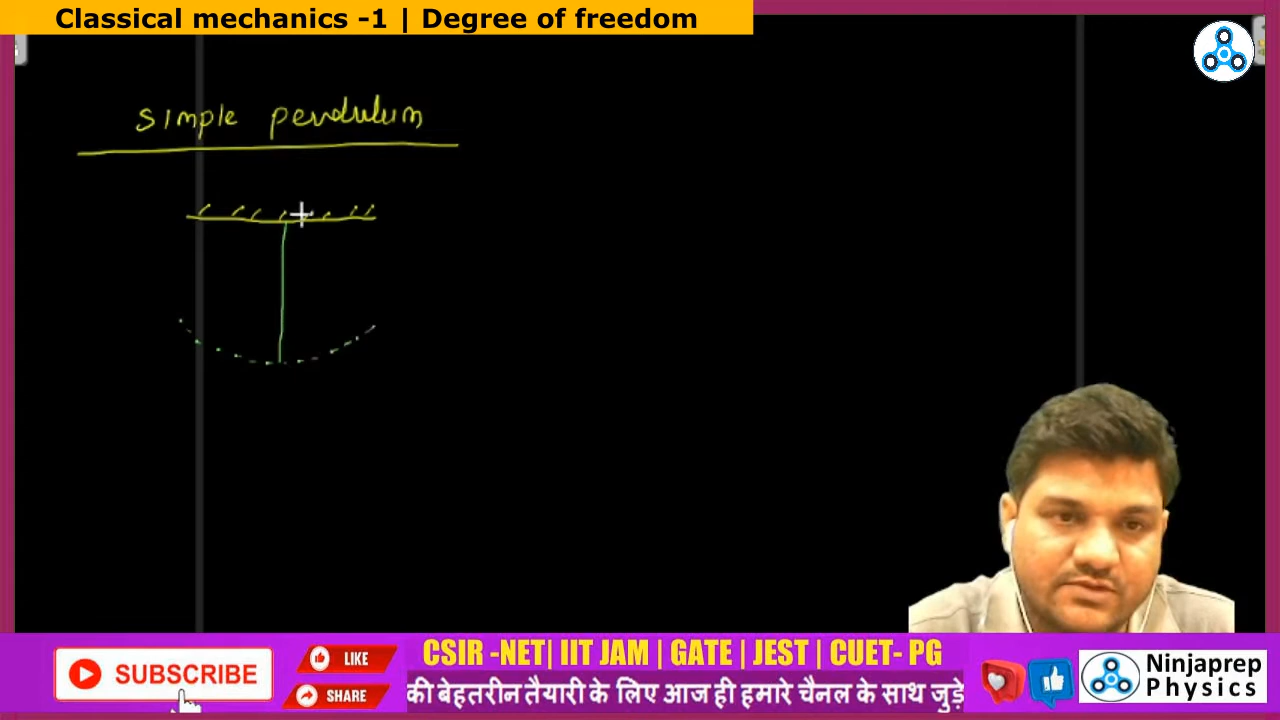 Classical mechanics -1 | Degree of freedom
simple pendulum
SUBSCRIBE
LIKE
SHARE
CSIR -NET| IIT JAM | GATE | JEST | CUET- PG
की बेहतरीन तैयारी के लिए आज ही हमारे चैनल के साथ जुड़े
Ninjaprep
Physics